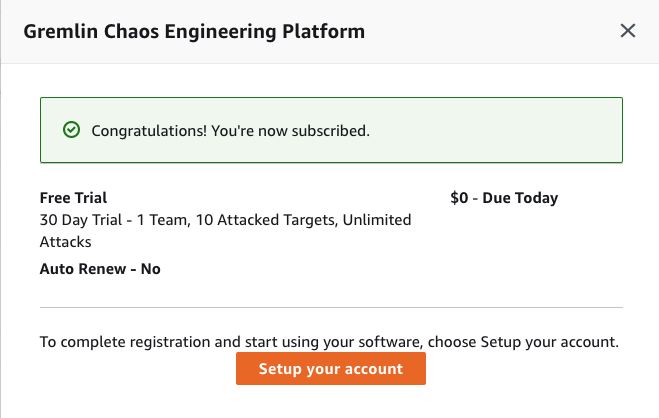 Gremlin Chaos Engineering Platform
Congratulations! You're now subscribed.
Free Trial
$0 - Due Today
30 Day Trial - 1 Team, 10 Attacked Targets, Unlimited
Attacks
Auto Renew - No
To complete registration and start using your software, choose Setup your account.
Setup your account